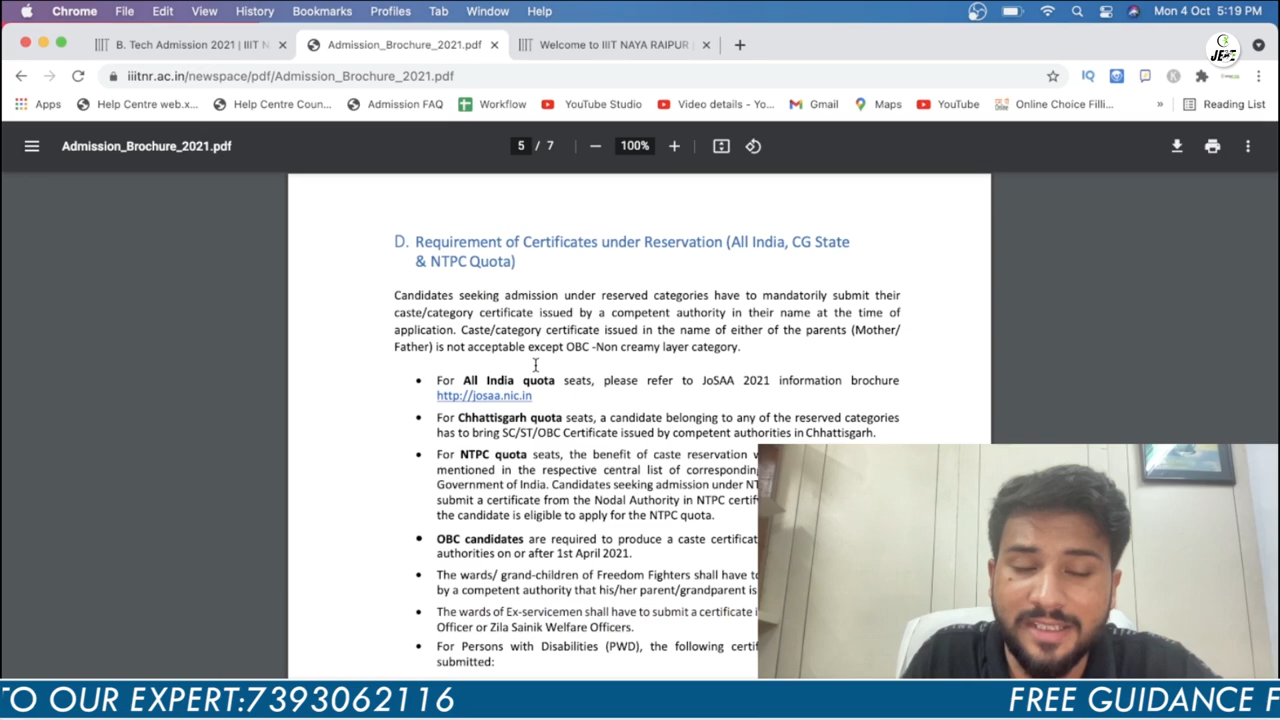 Chrome File Edit View History Bookmarks Profiles Tab Window Help Mon 4 Oct 5:19 PM
B. Tech Admission 2021 | IIIT N Admission_Brochure_2021.pdf Welcome to IIIT NAYA RAIPUR
iiitnr.ac.in/newspace/pdf/Admission_Brochure_2021.pdf
Apps Help Centre web.x... Help Centre Coun... Admission FAQ Workflow YouTube Studio Video details - Yo... Gmail Maps YouTube Online Choice Filli... » Reading List
Admission_Brochure_2021.pdf 5 / 7 100%
D. Requirement of Certificates under Reservation (All India, CG State
& NTPC Quota)
Candidates seeking admission under reserved categories have to mandatorily submit their
caste/category certificate issued by a competent authority in their name at the time of
application. Caste/category certificate issued in the name of either of the parents (Mother/
Father) is not acceptable except OBC -Non creamy layer category.
• For All India quota seats, please refer to JoSAA 2021 information brochure
http://josaa.nic.in
• For Chhattisgarh quota seats, a candidate belonging to any of the reserved categories
has to bring SC/ST/OBC Certificate issued by competent authorities in Chhattisgarh.
• For NTPC quota seats, the benefit of caste reservation
mentioned in the respective central list of corresponding
Government of India. Candidates seeking admission under NT
submit a certificate from the Nodal Authority in NTPC certif
the candidate is eligible to apply for the NTPC quota.
• OBC candidates are required to produce a caste certificat
authorities on or after 1st April 2021.
• The wards/ grand-children of Freedom Fighters shall have to
by a competent authority that his/her parent/grandparent is
• The wards of Ex-servicemen shall have to submit a certificate
Officer or Zila Sainik Welfare Officers.
• For Persons with Disabilities (PWD), the following certif
submitted:
TO OUR EXPERT:7393062116 FREE GUIDANCE F